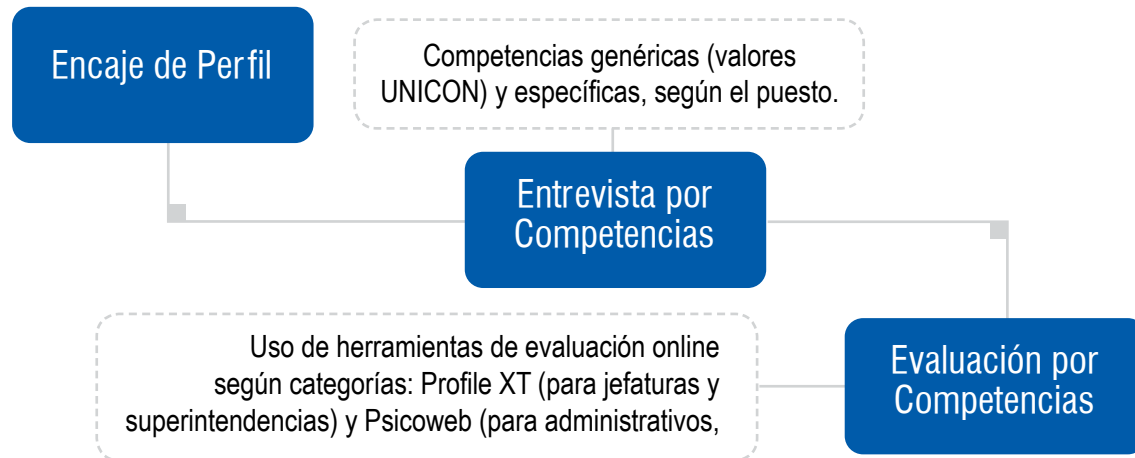 Encaje de Perfil
Competencias genéricas (valores
UNICON) y específicas, según el puesto.
Entrevista por
Competencias
Uso de herramientas de evaluación online
según categorías: Profile XT (para jefaturas y
superintendencias) y Psicoweb (para administrativos,
Evaluación por
Competencias